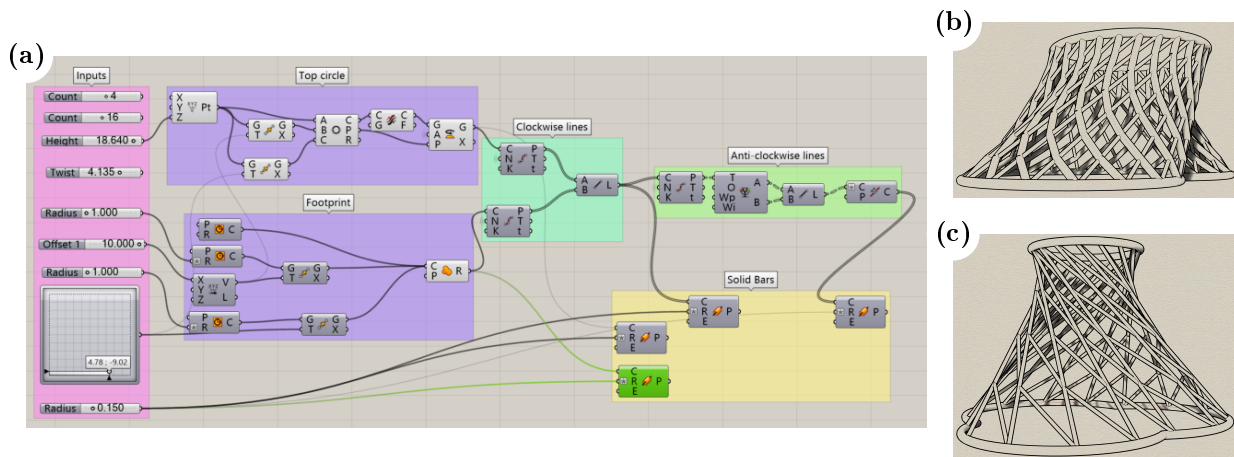 (a)
(b)
(c)
Inputs
Count 4
Count 16
Height 18.640
Twist 4.135
Radius 1.000
Offset 1 10.000
Radius 1.000
4.78 ; -9.02
Radius 0.150
Top circle
X Y Z XYZ Pt
G T G X
G T G X
A B C C P R
C G C F
G A P G X
Footprint
P R C
P R C
X Y Z XYZ V L
P R C
G T G X
G T G X
C P R
Clockwise lines
C N K P T t
C N K P T t
A B L
Anti-clockwise lines
C N K P T t
T O Wp Wi A B
A B L
C P C
Solid Bars
C R E P
C R E P
C R E P
C R E P